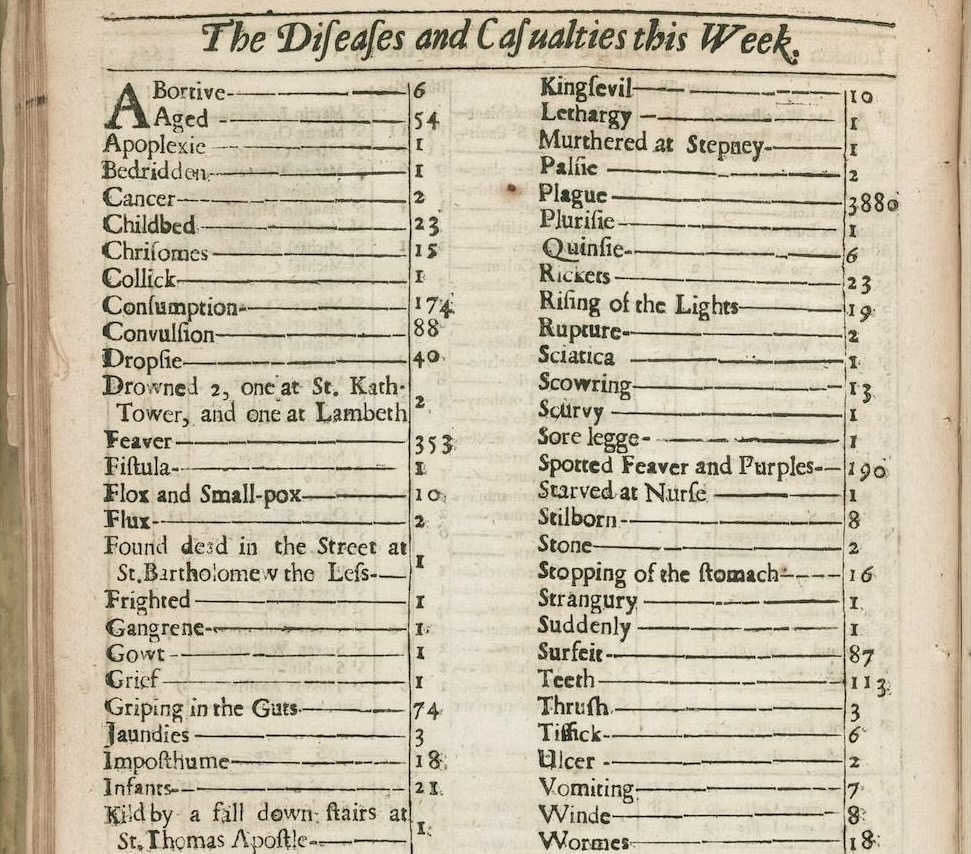 The Diſeaſes and Caſualties this Week.
ABortive 6
Aged 54
Apoplexie 1
Bedridden 1
Cancer 2
Childbed 23
Chriſomes 15
Collick 1
Conſumption 174
Convulſion 88
Dropſie 40
Drowned 2, one at St. Kath-
Tower, and one at Lambeth 2
Feaver 353
Fiſtula 1
Flox and Small-pox 10
Flux 2
Found dead in the Street at
St. Bartholomew the Leſs 1
Frighted 1
Gangrene 1
Gowt 1
Grief 1
Griping in the Guts 74
Jaundies 3
Impoſthume 18
Infants 21
Kild by a fall down ſtairs at
St. Thomas Apoſtle 1
Kingſevil 10
Lethargy 1
Murthered at Stepney 1
Palſie 2
Plague 3880
Pluriſie 1
Quinſie 6
Rickets 23
Riſing of the Lights 19
Rupture 2
Sciatica 1
Scowring 13
Scurvy 1
Sore legge 1
Spotted Feaver and Purples 190
Starved at Nurſe 1
Stilborn 8
Stone 2
Stopping of the ſtomach 16
Strangury 1
Suddenly 1
Surfeit 87
Teeth 113
Thruſh 3
Tiſſick 6
Ulcer 2
Vomiting 7
Winde 8
Wormes 18